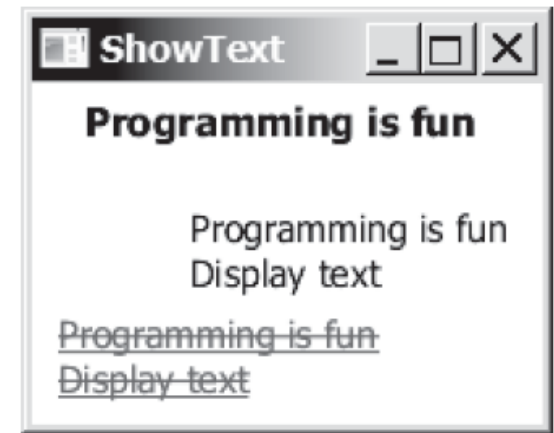 ShowText
Programming is fun
Programming is fun
Display text
Programming is fun
Display text